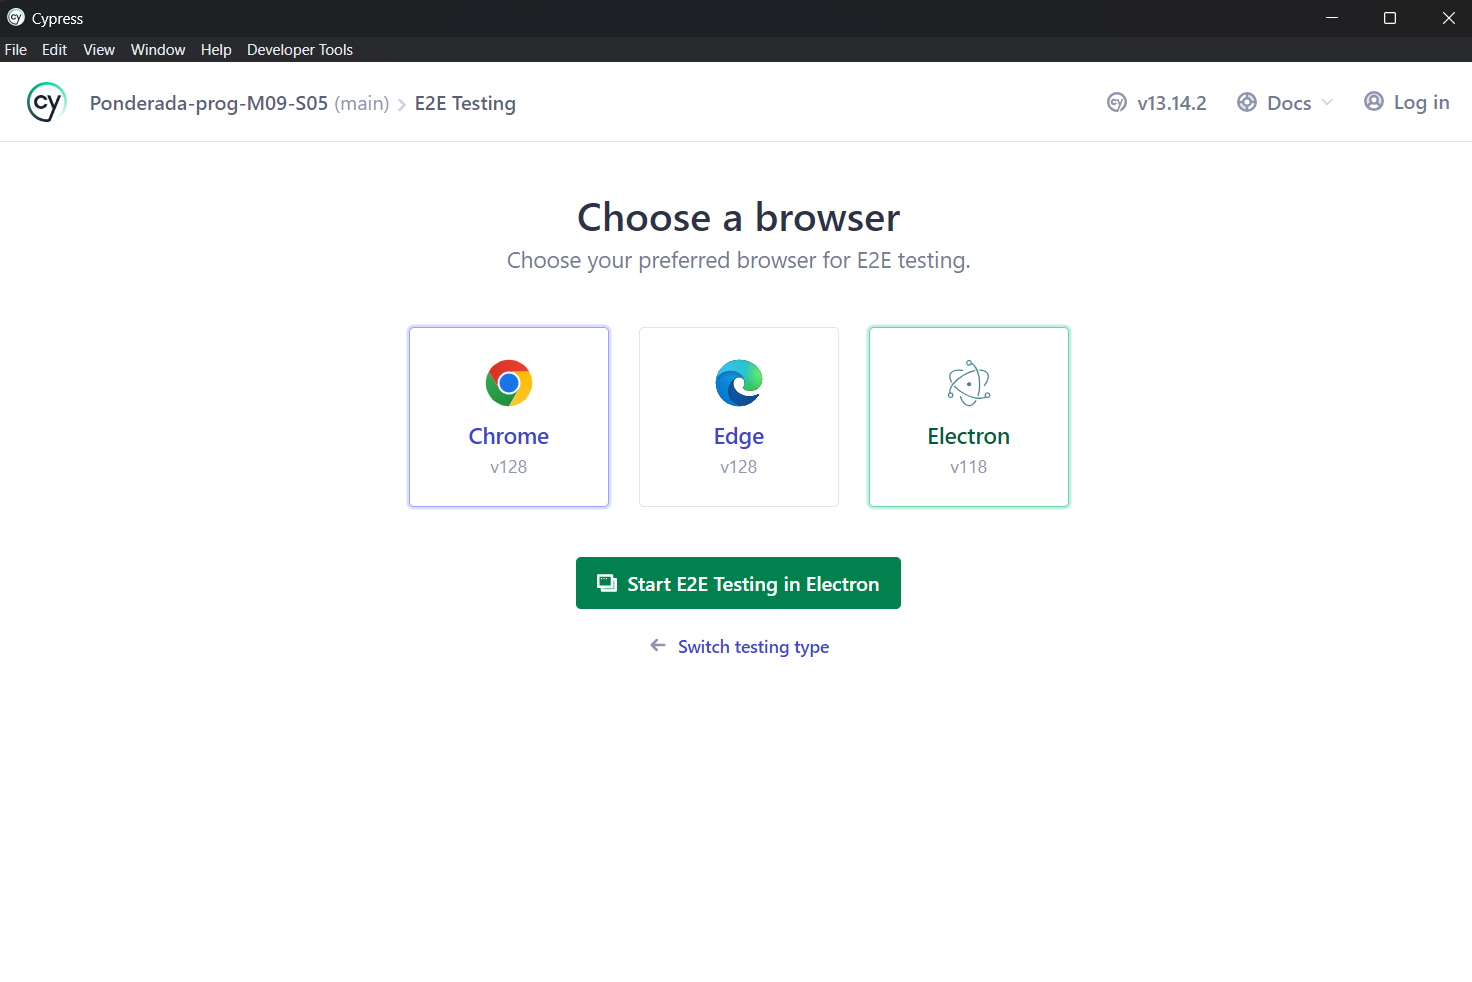 Cypress
File Edit View Window Help Developer Tools
cy Ponderada-prog-M09-S05 (main) E2E Testing cy v13.14.2 Docs Log in
Choose a browser
Choose your preferred browser for E2E testing.
Chrome Edge Electron
v128 v128 v118
Start E2E Testing in Electron
Switch testing type